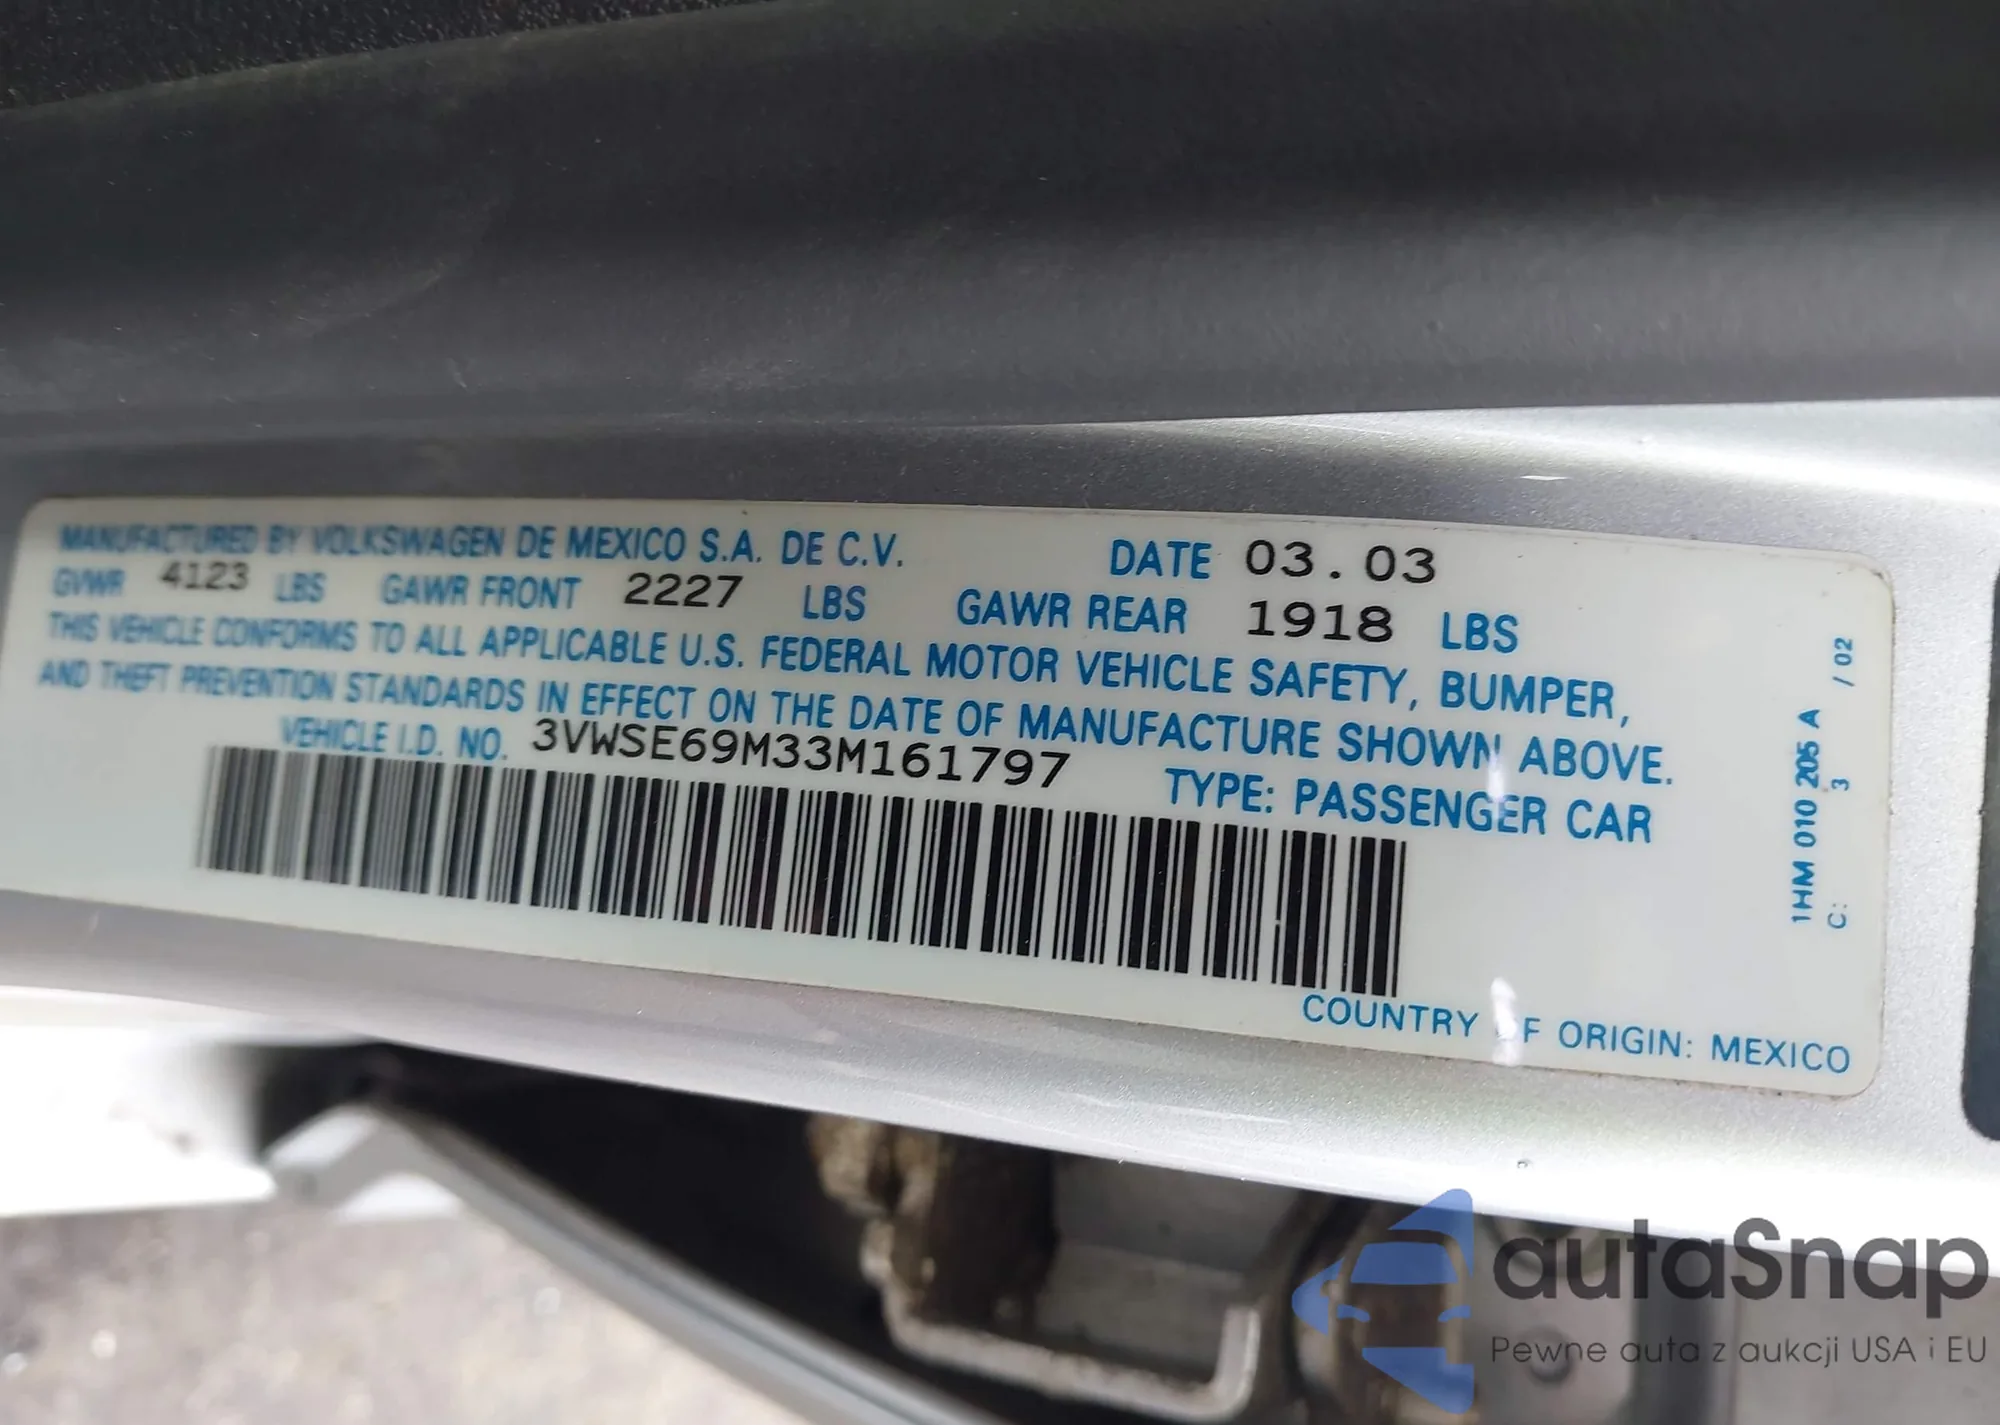 MANUFACTURED BY VOLKSWAGEN DE MEXICO S.A. DE C.V. DATE 03.03
GVWR 4123 LBS GAWR FRONT 2227 LBS GAWR REAR 1918 LBS
THIS VEHICLE CONFORMS TO ALL APPLICABLE U.S. FEDERAL MOTOR VEHICLE SAFETY, BUMPER,
AND THEFT PREVENTION STANDARDS IN EFFECT ON THE DATE OF MANUFACTURE SHOWN ABOVE.
VEHICLE I.D. NO. 3VWSE69M33M161797 TYPE: PASSENGER CAR
COUNTRY OF ORIGIN: MEXICO
1HM 010 205 A / 02
C: 3
autaSnap
Pewne auta z aukcji USA i EU